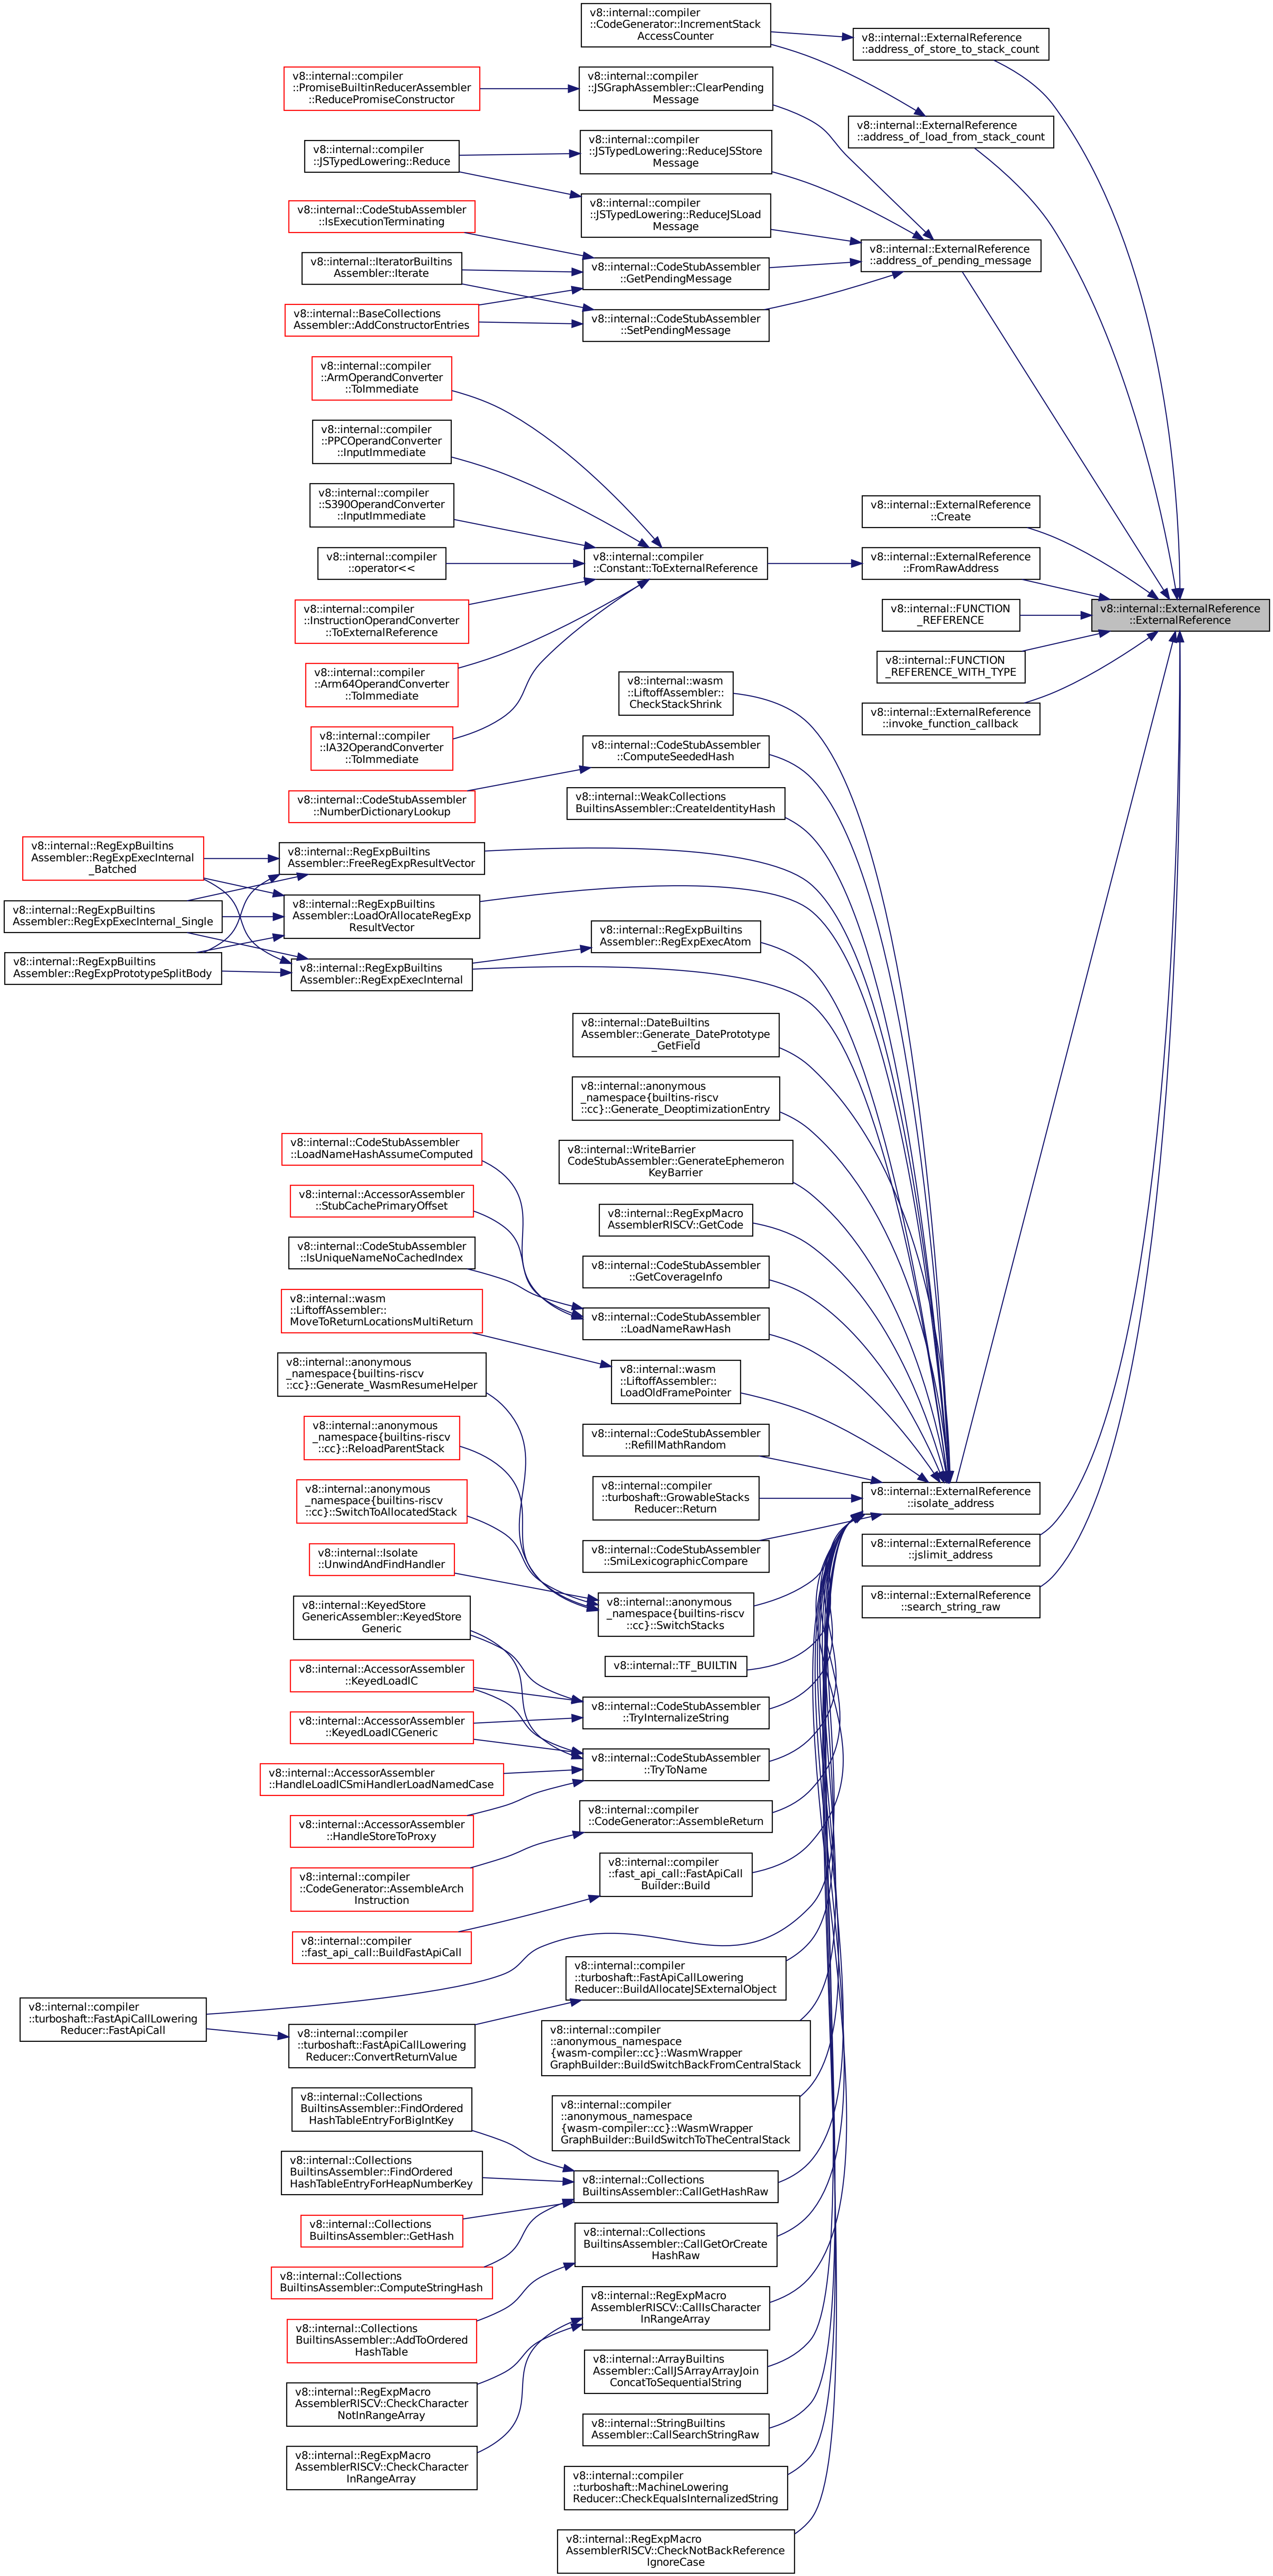 v8::internal::compiler
::CodeGenerator::IncrementStack
AccessCounter
v8::internal::ExternalReference
::address_of_store_to_stack_count
v8::internal::compiler
::PromiseBuiltinReducerAssembler
::ReducePromiseConstructor
v8::internal::compiler
::JSGraphAssembler::ClearPending
Message
v8::internal::ExternalReference
::address_of_load_from_stack_count
v8::internal::compiler
::JSTypedLowering::Reduce
v8::internal::compiler
::JSTypedLowering::ReduceJSStore
Message
v8::internal::compiler
::JSTypedLowering::ReduceJSLoad
Message
v8::internal::CodeStubAssembler
::IsExecutionTerminating
v8::internal::ExternalReference
::address_of_pending_message
v8::internal::IteratorBuiltins
Assembler::Iterate
v8::internal::CodeStubAssembler
::GetPendingMessage
v8::internal::BaseCollections
Assembler::AddConstructorEntries
v8::internal::CodeStubAssembler
::SetPendingMessage
v8::internal::compiler
::ArmOperandConverter
::ToImmediate
v8::internal::compiler
::PPCOperandConverter
::InputImmediate
v8::internal::compiler
::S390OperandConverter
::InputImmediate
v8::internal::ExternalReference
::Create
v8::internal::compiler
::operator<<
v8::internal::compiler
::Constant::ToExternalReference
v8::internal::ExternalReference
::FromRawAddress
v8::internal::compiler
::InstructionOperandConverter
::ToExternalReference
v8::internal::FUNCTION
_REFERENCE
v8::internal::ExternalReference
::ExternalReference
v8::internal::compiler
::Arm64OperandConverter
::ToImmediate
v8::internal::FUNCTION
_REFERENCE_WITH_TYPE
v8::internal::wasm
::LiftoffAssembler::
CheckStackShrink
v8::internal::ExternalReference
::invoke_function_callback
v8::internal::compiler
::IA32OperandConverter
::ToImmediate
v8::internal::CodeStubAssembler
::ComputeSeededHash
v8::internal::CodeStubAssembler
::NumberDictionaryLookup
v8::internal::WeakCollections
BuiltinsAssembler::CreateIdentityHash
v8::internal::RegExpBuiltins
Assembler::RegExpExecInternal
_Batched
v8::internal::RegExpBuiltins
Assembler::FreeRegExpResultVector
v8::internal::RegExpBuiltins
Assembler::RegExpExecInternal_Single
v8::internal::RegExpBuiltins
Assembler::LoadOrAllocateRegExp
ResultVector
v8::internal::RegExpBuiltins
Assembler::RegExpExecAtom
v8::internal::RegExpBuiltins
Assembler::RegExpPrototypeSplitBody
v8::internal::RegExpBuiltins
Assembler::RegExpExecInternal
v8::internal::DateBuiltins
Assembler::Generate_DatePrototype
_GetField
v8::internal::anonymous
_namespace{builtins-riscv
::cc}::Generate_DeoptimizationEntry
v8::internal::CodeStubAssembler
::LoadNameHashAssumeComputed
v8::internal::WriteBarrier
CodeStubAssembler::GenerateEphemeron
KeyBarrier
v8::internal::AccessorAssembler
::StubCachePrimaryOffset
v8::internal::RegExpMacro
AssemblerRISCV::GetCode
v8::internal::CodeStubAssembler
::IsUniqueNameNoCachedIndex
v8::internal::CodeStubAssembler
::GetCoverageInfo
v8::internal::wasm
::LiftoffAssembler::
MoveToReturnLocationsMultiReturn
v8::internal::CodeStubAssembler
::LoadNameRawHash
v8::internal::anonymous
_namespace{builtins-riscv
::cc}::Generate_WasmResumeHelper
v8::internal::wasm
::LiftoffAssembler::
LoadOldFramePointer
v8::internal::anonymous
_namespace{builtins-riscv
::cc}::ReloadParentStack
v8::internal::CodeStubAssembler
::RefillMathRandom
v8::internal::anonymous
_namespace{builtins-riscv
::cc}::SwitchToAllocatedStack
v8::internal::compiler
::turboshaft::GrowableStacks
Reducer::Return
v8::internal::ExternalReference
::isolate_address
v8::internal::Isolate
::UnwindAndFindHandler
v8::internal::CodeStubAssembler
::SmiLexicographicCompare
v8::internal::ExternalReference
::jslimit_address
v8::internal::KeyedStore
GenericAssembler::KeyedStore
Generic
v8::internal::anonymous
_namespace{builtins-riscv
::cc}::SwitchStacks
v8::internal::ExternalReference
::search_string_raw
v8::internal::TF_BUILTIN
v8::internal::AccessorAssembler
::KeyedLoadIC
v8::internal::CodeStubAssembler
::TryInternalizeString
v8::internal::AccessorAssembler
::KeyedLoadICGeneric
v8::internal::CodeStubAssembler
::TryToName
v8::internal::AccessorAssembler
::HandleLoadICSmiHandlerLoadNamedCase
v8::internal::AccessorAssembler
::HandleStoreToProxy
v8::internal::compiler
::CodeGenerator::AssembleReturn
v8::internal::compiler
::CodeGenerator::AssembleArch
Instruction
v8::internal::compiler
::fast_api_call::FastApiCall
Builder::Build
v8::internal::compiler
::fast_api_call::BuildFastApiCall
v8::internal::compiler
::turboshaft::FastApiCallLowering
Reducer::BuildAllocateJSExternalObject
v8::internal::compiler
::turboshaft::FastApiCallLowering
Reducer::FastApiCall
v8::internal::compiler
::turboshaft::FastApiCallLowering
Reducer::ConvertReturnValue
v8::internal::compiler
::anonymous_namespace
{wasm-compiler::cc}::WasmWrapper
GraphBuilder::BuildSwitchBackFromCentralStack
v8::internal::Collections
BuiltinsAssembler::FindOrdered
HashTableEntryForBigIntKey
v8::internal::compiler
::anonymous_namespace
{wasm-compiler::cc}::WasmWrapper
GraphBuilder::BuildSwitchToTheCentralStack
v8::internal::Collections
BuiltinsAssembler::FindOrdered
HashTableEntryForHeapNumberKey
v8::internal::Collections
BuiltinsAssembler::CallGetHashRaw
v8::internal::Collections
BuiltinsAssembler::GetHash
v8::internal::Collections
BuiltinsAssembler::CallGetOrCreate
HashRaw
v8::internal::Collections
BuiltinsAssembler::ComputeStringHash
v8::internal::RegExpMacro
AssemblerRISCV::CallIsCharacter
InRangeArray
v8::internal::Collections
BuiltinsAssembler::AddToOrdered
HashTable
v8::internal::ArrayBuiltins
Assembler::CallJSArrayArrayJoin
ConcatToSequentialString
v8::internal::RegExpMacro
AssemblerRISCV::CheckCharacter
NotInRangeArray
v8::internal::StringBuiltins
Assembler::CallSearchStringRaw
v8::internal::RegExpMacro
AssemblerRISCV::CheckCharacter
InRangeArray
v8::internal::compiler
::turboshaft::MachineLowering
Reducer::CheckEqualsInternalizedString
v8::internal::RegExpMacro
AssemblerRISCV::CheckNotBackReference
IgnoreCase